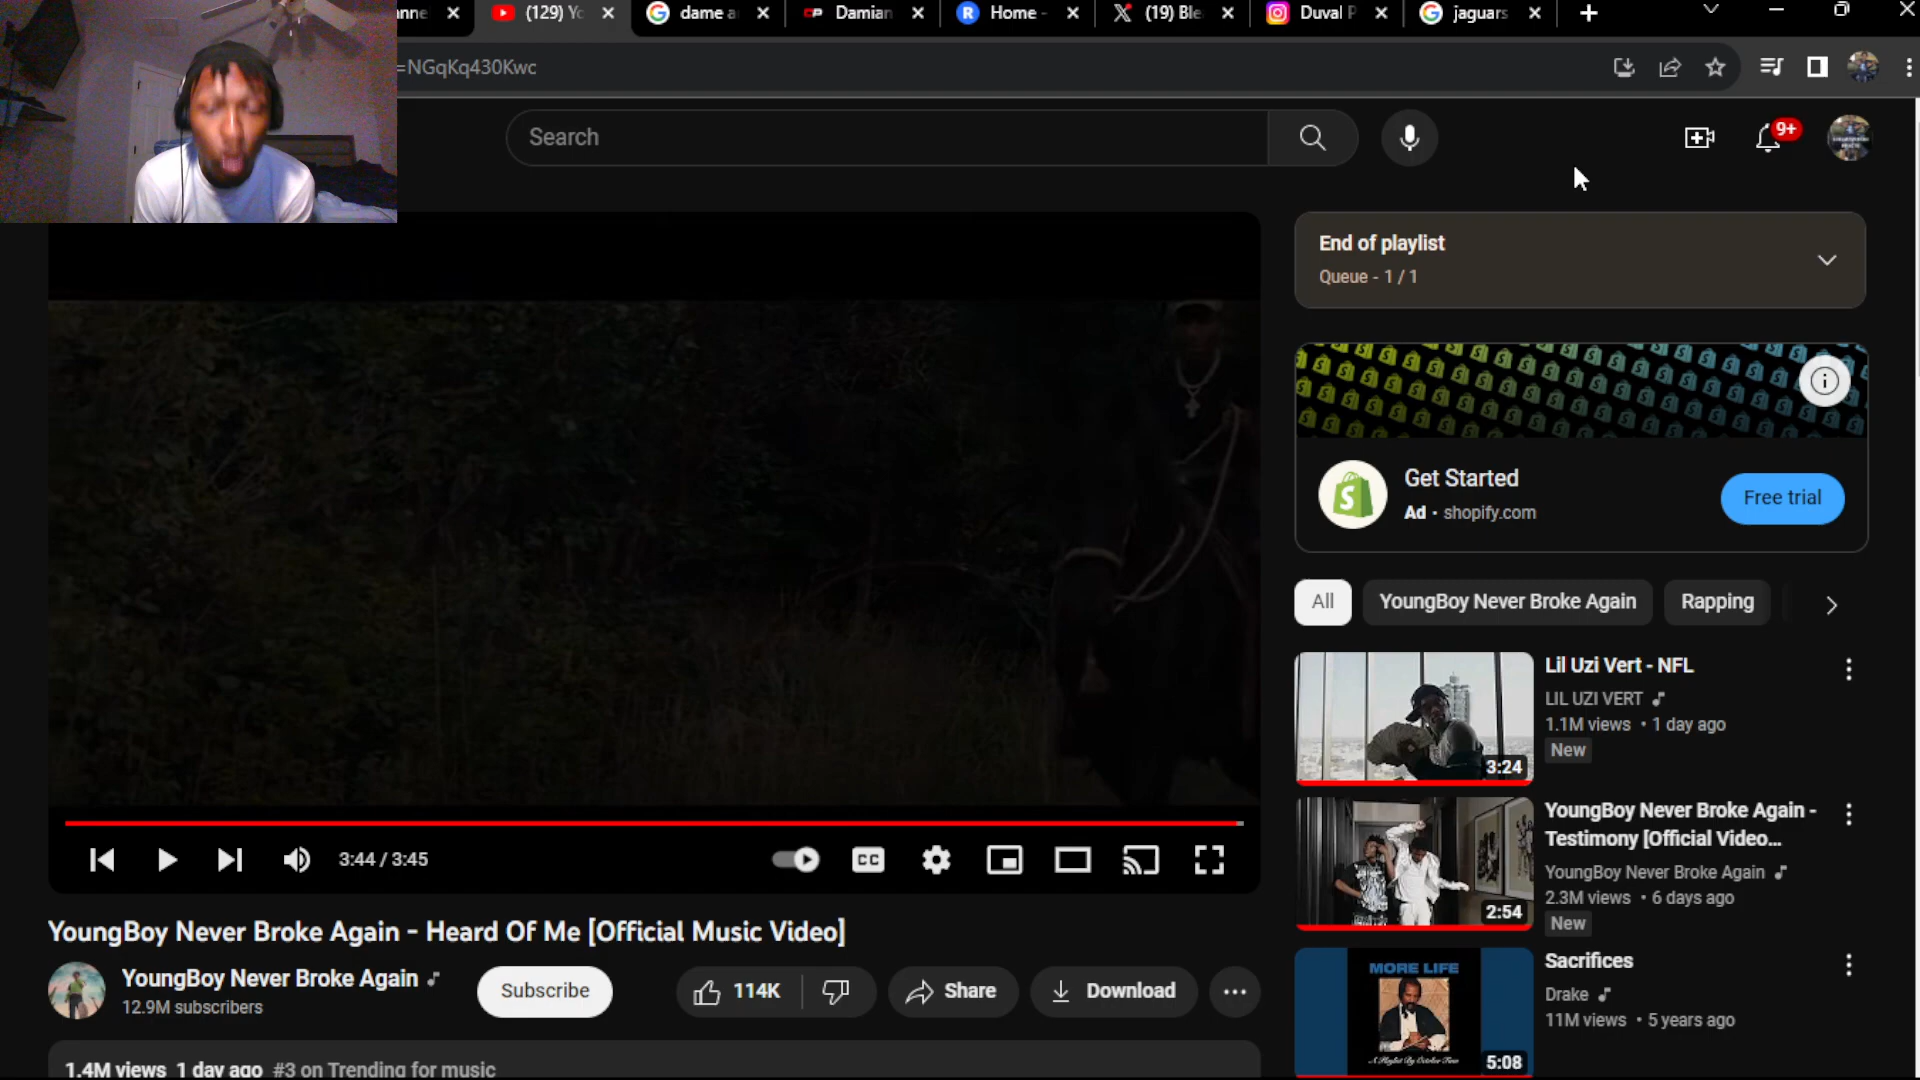 nne
(129) Yo
dame a
Damian
Home -
(19) Ble
Duval P
jaguars
=NGqKq430Kwc
Search
9+
End of playlist
Queue - 1 / 1
Get Started
Ad · shopify.com
Free trial
All
YoungBoy Never Broke Again
Rapping
Lil Uzi Vert - NFL
LIL UZI VERT
1.1M views • 1 day ago
New
3:24
YoungBoy Never Broke Again -
Testimony [Official Video...
YoungBoy Never Broke Again
2.3M views • 6 days ago
New
2:54
MORE LIFE
Sacrifices
Drake
11M views • 5 years ago
5:08
3:44 / 3:45
CC
YoungBoy Never Broke Again - Heard Of Me [Official Music Video]
YoungBoy Never Broke Again
12.9M subscribers
Subscribe
114K
Share
Download
1.4M views 1 day ago #3 on Trending for music